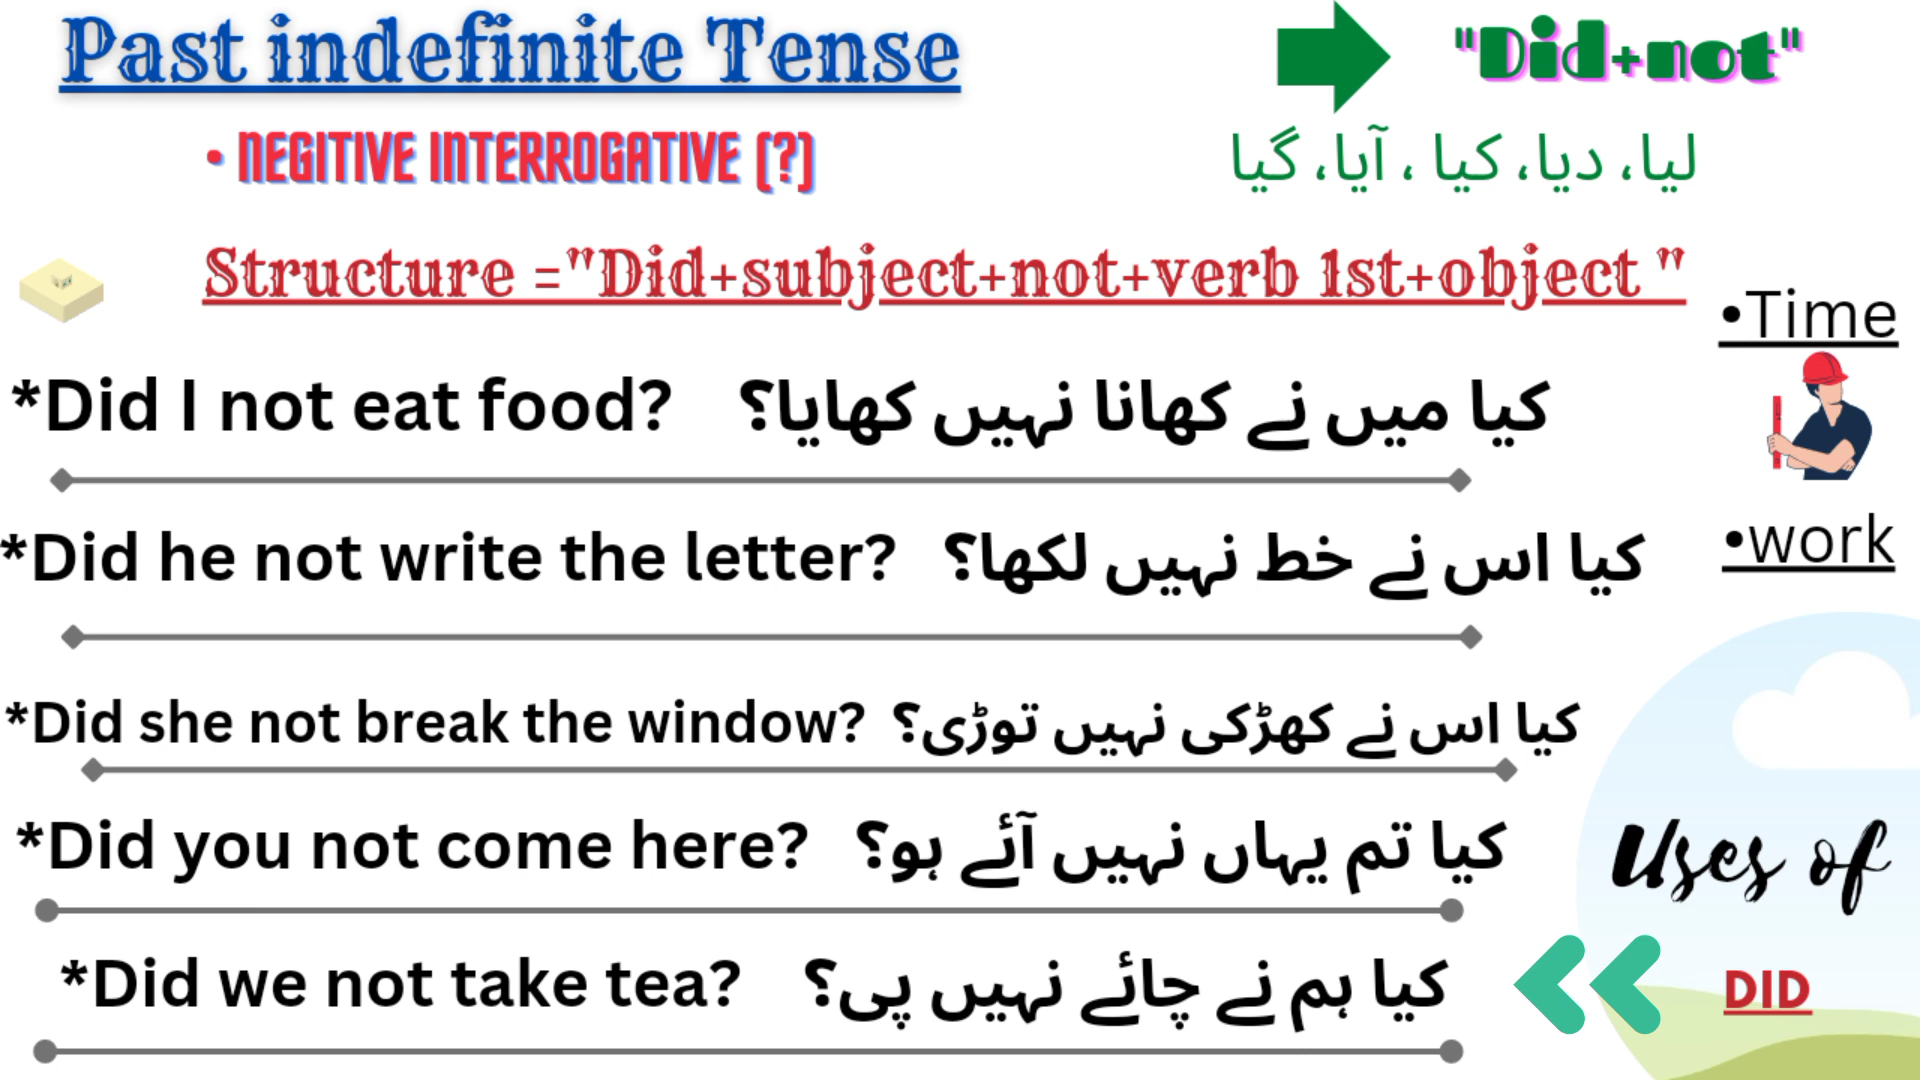 Past indefinite Tense
"Did+not"
• NEGITIVE INTERROGATIVE (?)
لیا، دیا، کیا ، آیا، گیا
Structure ="Did+subject+not+verb 1st+object "
•Time
*Did I not eat food? کیا میں نے کھانا نہیں کھایا؟
•work
*Did he not write the letter? کیا اس نے خط نہیں لکھا؟
*Did she not break the window? کیا اس نے کھڑکی نہیں توڑی؟
*Did you not come here? کیا تم یہاں نہیں آئے ہو؟
Uses of
*Did we not take tea? کیا ہم نے چائے نہیں پی؟
DID